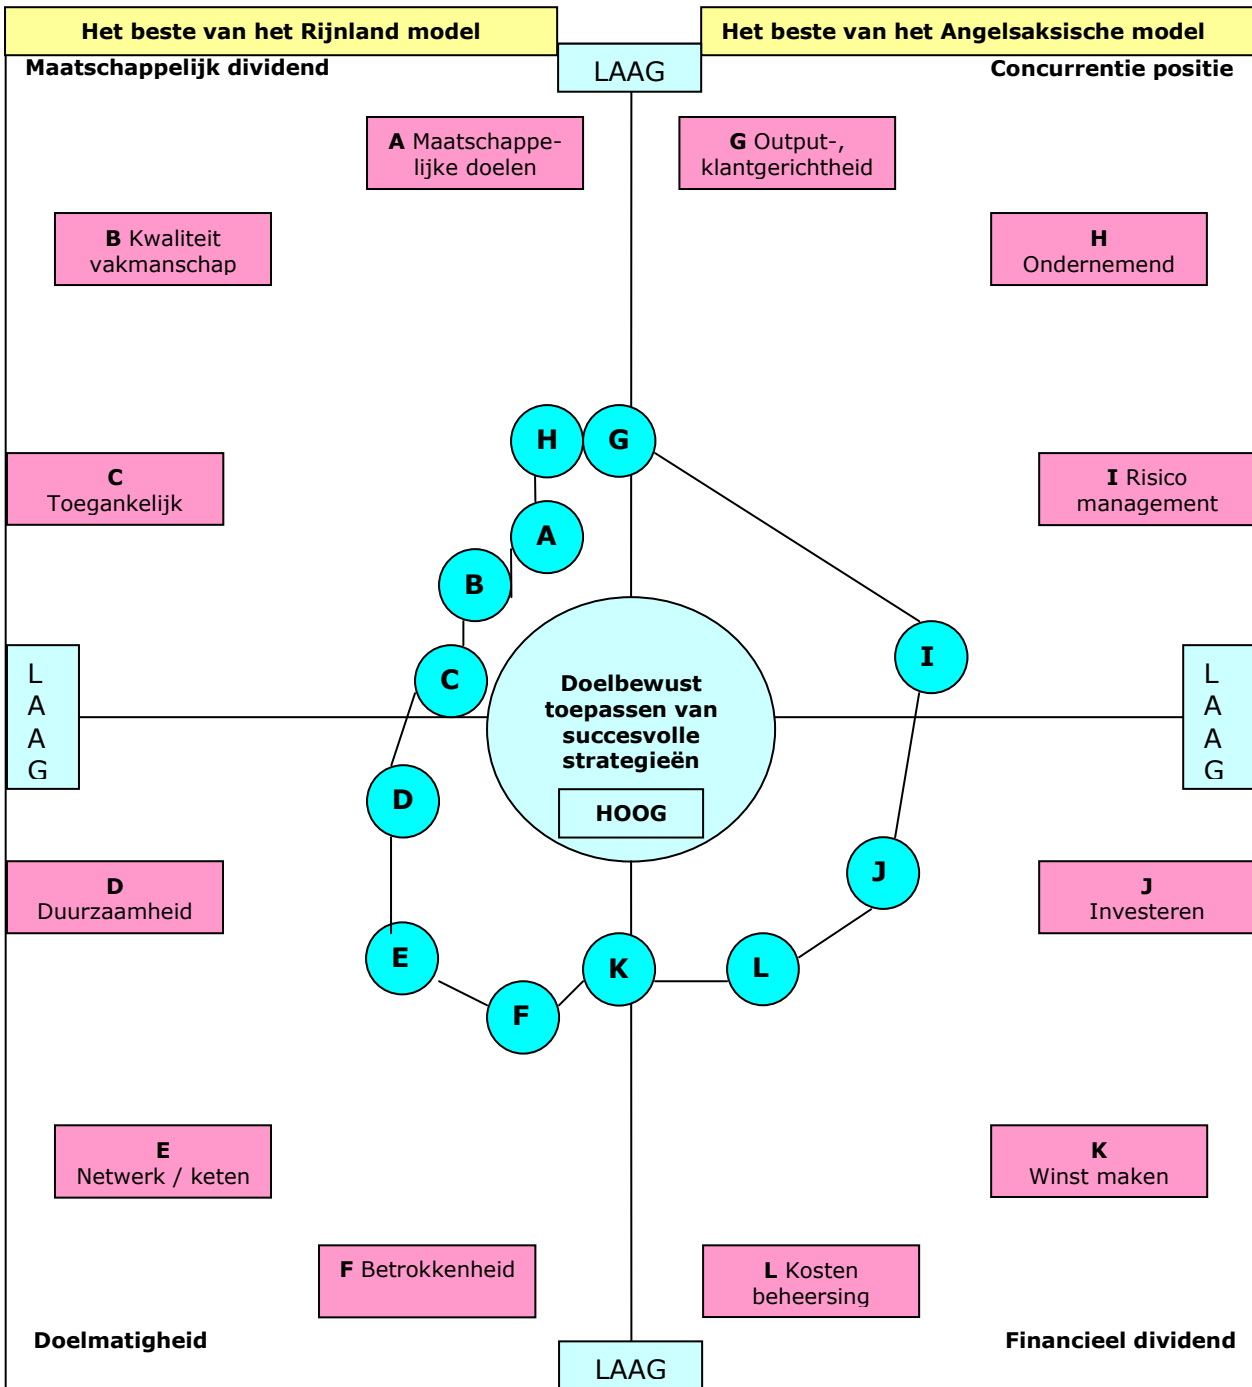 Het beste van het Rijnland model
Het beste van het Angelsaksische model
Maatschappelijk dividend
LAAG
Concurrentie positie
A Maatschappe-
lijke doelen
G Output-,
klantgerichtheid
B Kwaliteit
vakmanschap
H
Ondernemend
H
G
C
Toegankelijk
I Risico
management
A
B
I
C
L
A
A
G
Doelbewust
toepassen van
succesvolle
strategieën
HOOG
L
A
A
G
D
J
D
Duurzaamheid
J
Investeren
E
K
L
F
E
Netwerk / keten
K
Winst maken
F Betrokkenheid
L Kosten
beheersing
Doelmatigheid
LAAG
Financieel dividend